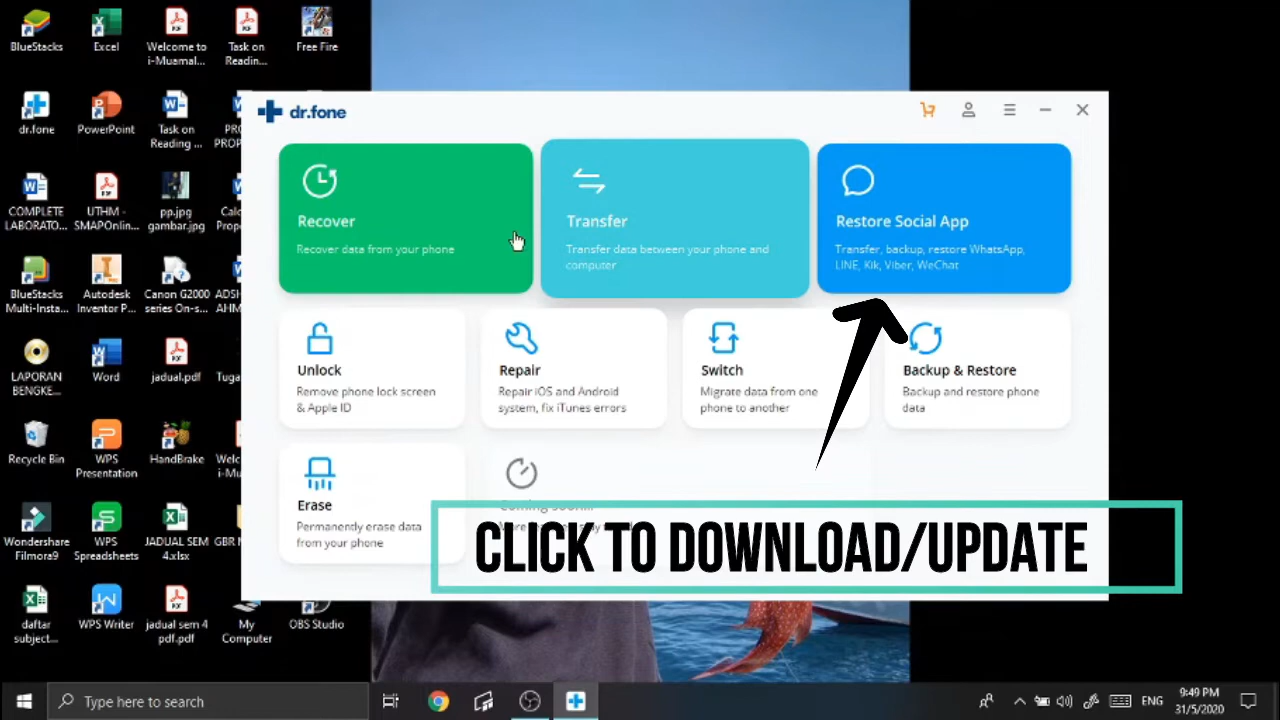 BlueStacks
Excel
Welcome to
i-Muamal...
Task on
Readin...
Free Fire
dr.fone
PowerPoint
Task on
Reading ...
PROP
COMPLETE
LABORATO...
UTHM -
SMAPOnlin...
pp.jpg
gambar.jpg
BlueStacks
Multi-Insta...
Autodesk
Inventor P...
Canon G2000
series On-s...
LAPORAN
BENGKE...
Word
jadual.pdf
Recycle Bin
WPS
Presentation
HandBrake
Wondershare
Filmora9
WPS
Spreadsheets
JADUAL SEM
4.xlsx
GBR
daftar
subject...
WPS Writer
jadual sem 4
pdf.pdf
My
Computer
OBS Studio
dr.fone
Recover
Recover data from your phone
Transfer
Transfer data between your phone and
computer
Restore Social App
Transfer, backup, restore WhatsApp,
LINE, Kik, Viber, WeChat
Unlock
Remove phone lock screen
& Apple ID
Repair
Repair iOS and Android
system, fix iTunes errors
Switch
Migrate data from one
phone to another
Backup & Restore
Backup and restore phone
data
Erase
Permanently erase data
from your phone
Coming soon...
CLICK TO DOWNLOAD/UPDATE
Type here to search
ENG
9:49 PM
31/5/2020